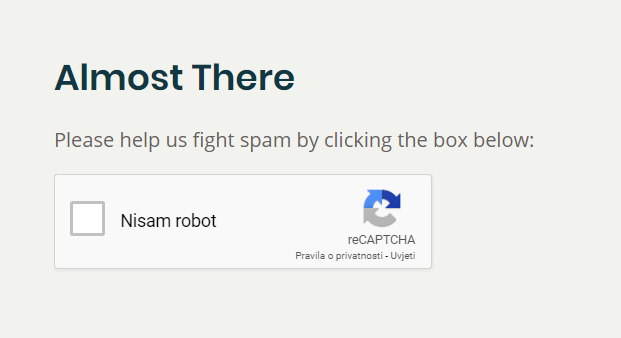 Almost There
Please help us fight spam by clicking the box below:
Nisam robot
reCAPTCHA
Pravila o privatnosti - Uvjeti